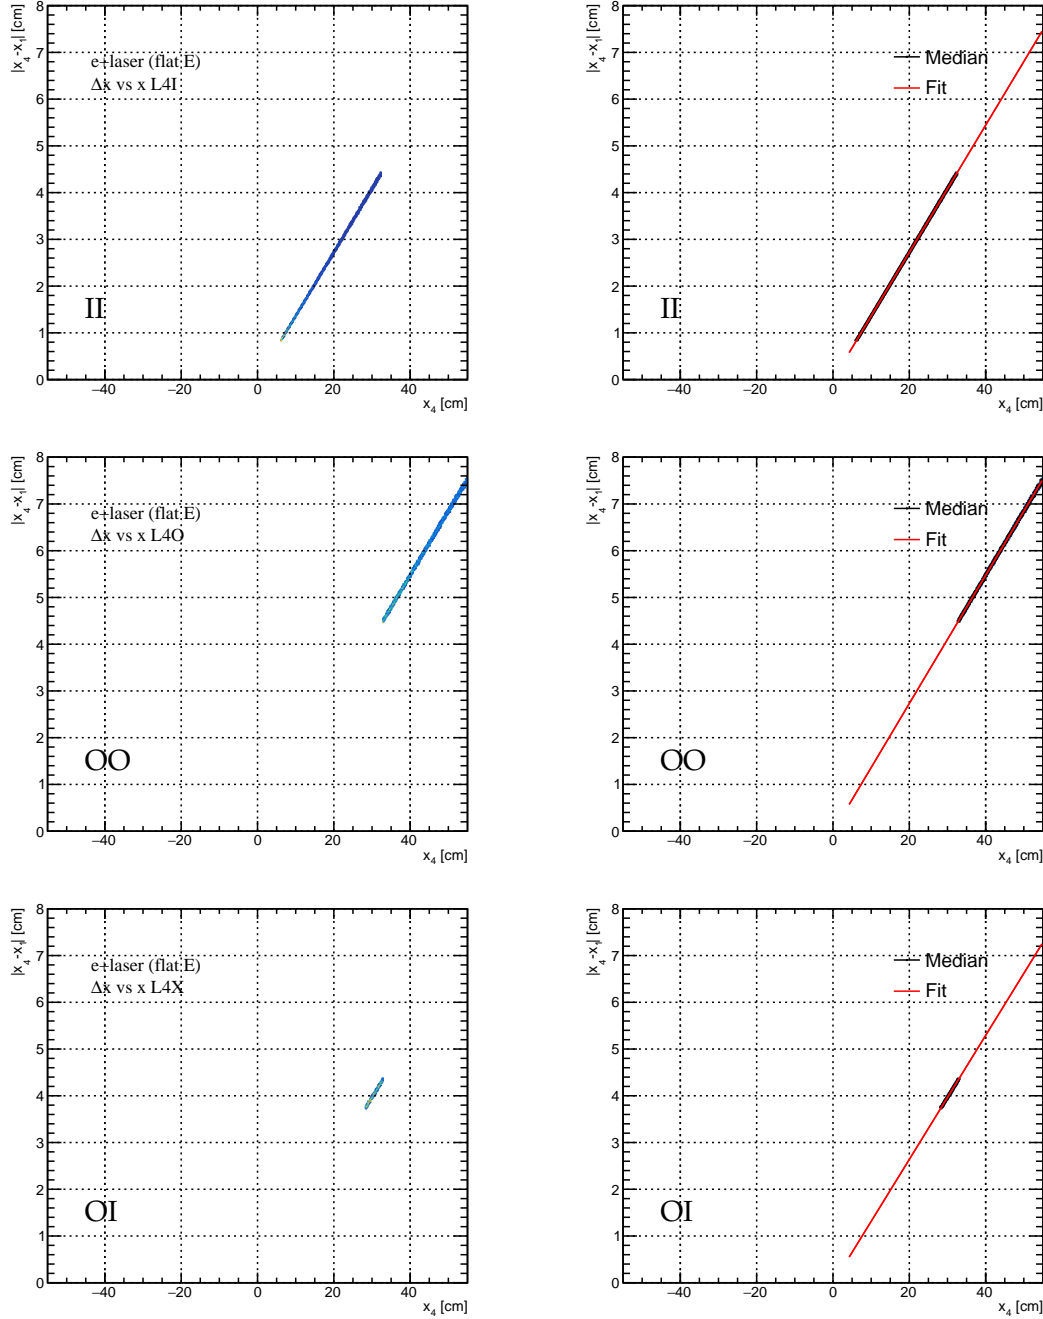 |x₄-x₁| [cm]
8
7
6
5
4
3
2
1
0
−40
−20
0
20
40
x₄ [cm]
e+laser (flat E)
Δx vs x L4I
II
|x₄-x₁| [cm]
8
7
6
5
4
3
2
1
0
−40
−20
0
20
40
x₄ [cm]
Median
Fit
II
|x₄-x₁| [cm]
8
7
6
5
4
3
2
1
0
−40
−20
0
20
40
x₄ [cm]
e+laser (flat E)
Δx vs x L4O
OO
|x₄-x₁| [cm]
8
7
6
5
4
3
2
1
0
−40
−20
0
20
40
x₄ [cm]
Median
Fit
OO
|x₄-x₁| [cm]
8
7
6
5
4
3
2
1
0
−40
−20
0
20
40
x₄ [cm]
e+laser (flat E)
Δx vs x L4X
OI
|x₄-x₁| [cm]
8
7
6
5
4
3
2
1
0
−40
−20
0
20
40
x₄ [cm]
Median
Fit
OI